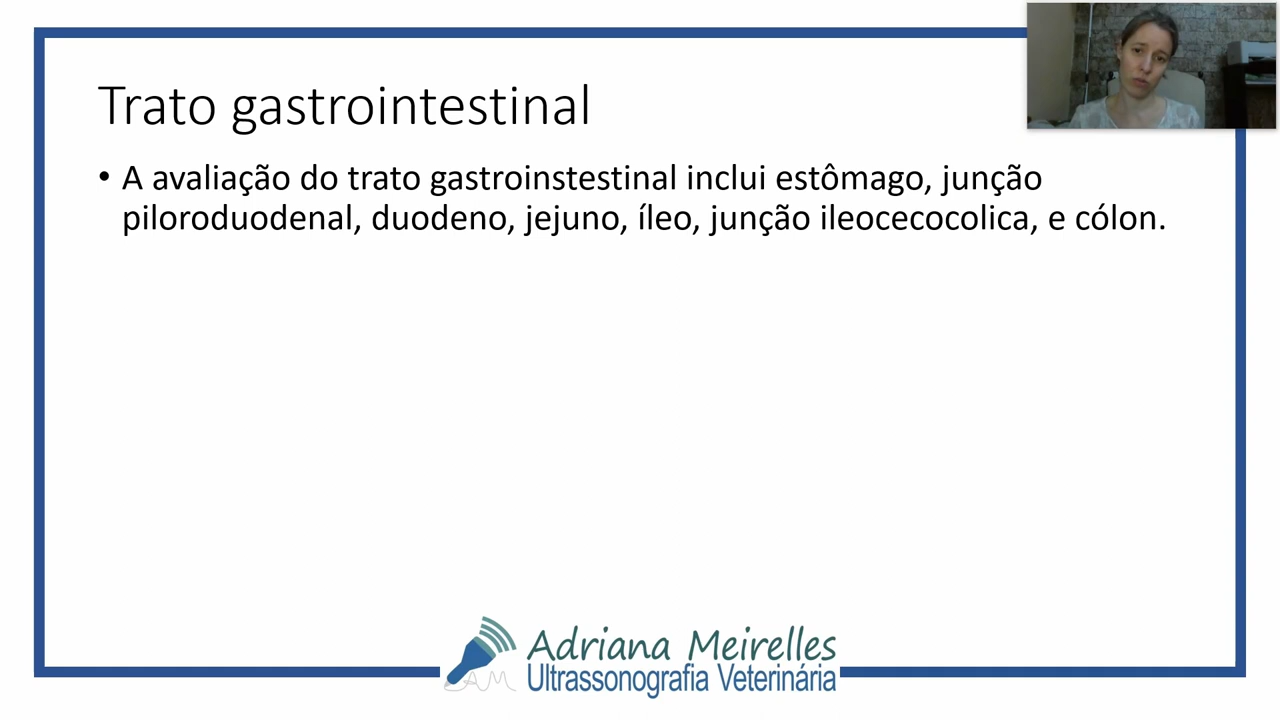 Trato gastrointestinal
• A avaliação do trato gastroinstestinal inclui estômago, junção
piloroduodenal, duodeno, jejuno, íleo, junção ileocecocolica, e cólon.
Adriana Meirelles
AM
Ultrassonografia Veterinária